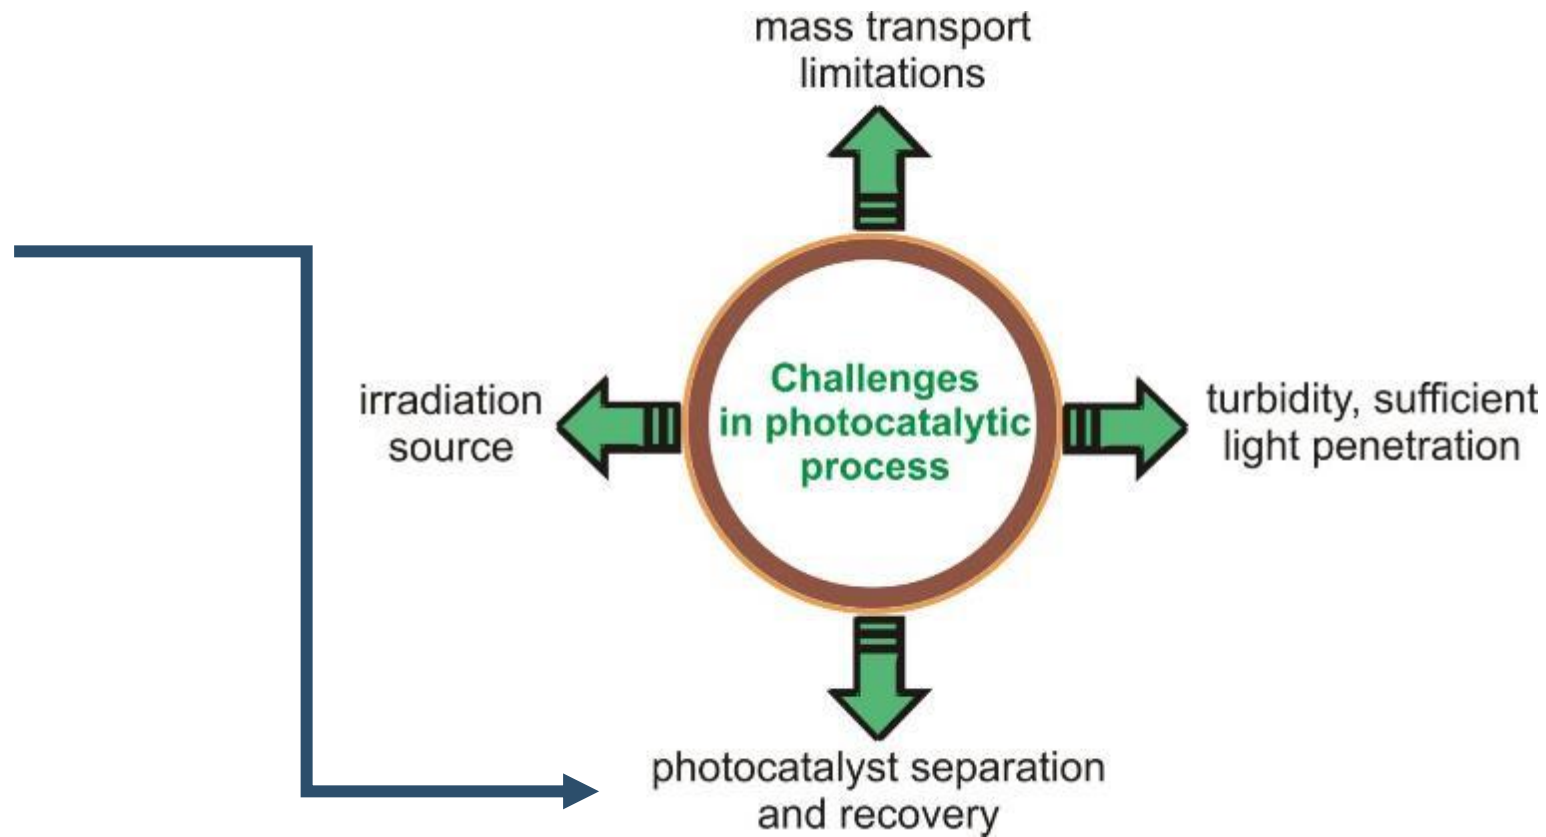 mass transport
limitations
irradiation
source
Challenges
in photocatalytic
process
turbidity, sufficient
light penetration
photocatalyst separation
and recovery